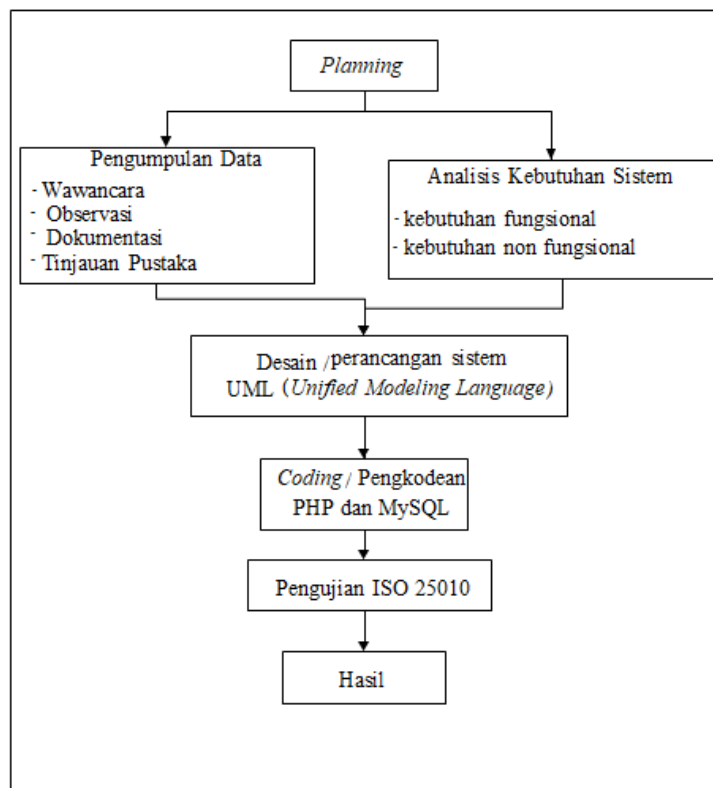 Planning
Pengumpulan Data
- Wawancara
- Observasi
- Dokumentasi
- Tinjauan Pustaka
Analisis Kebutuhan Sistem
- kebutuhan fungsional
- kebutuhan non fungsional
Desain /perancangan sistem
UML (Unified Modeling Language)
Coding / Pengkodean
PHP dan MySQL
Pengujian ISO 25010
Hasil